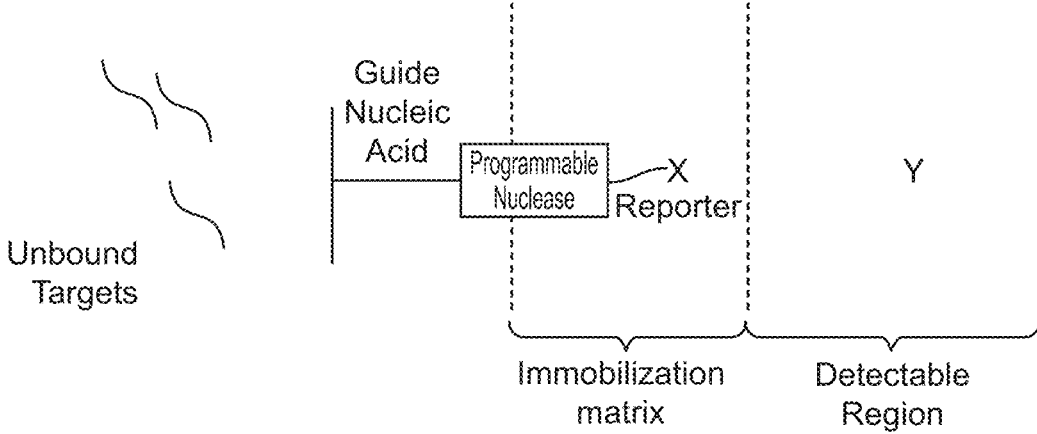 Guide
Nucleic
Acid
Programmable
Nuclease
X
Reporter
Y
Unbound
Targets
Immobilization
matrix
Detectable
Region